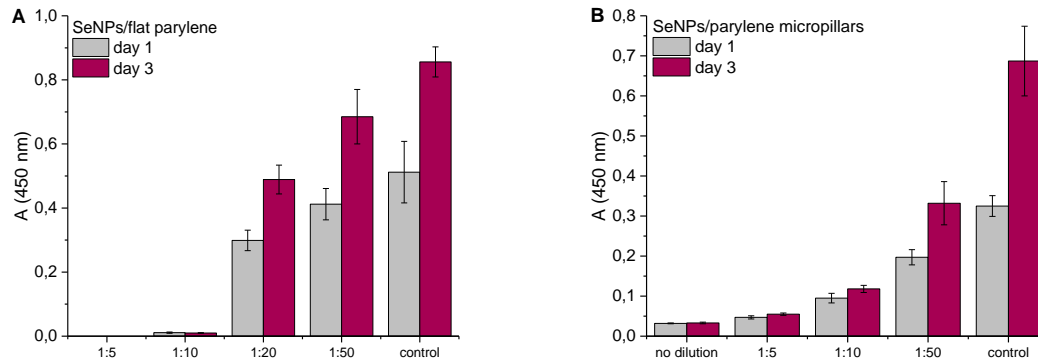 A
SeNPs/flat parylene
day 1
day 3
A (450 nm)
1,0
0,8
0,6
0,4
0,2
0,0
1:5 1:10 1:20 1:50 control
B
SeNPs/parylene micropillars
day 1
day 3
A (450 nm)
0,8
0,7
0,6
0,5
0,4
0,3
0,2
0,1
0,0
no dilution 1:5 1:10 1:50 control